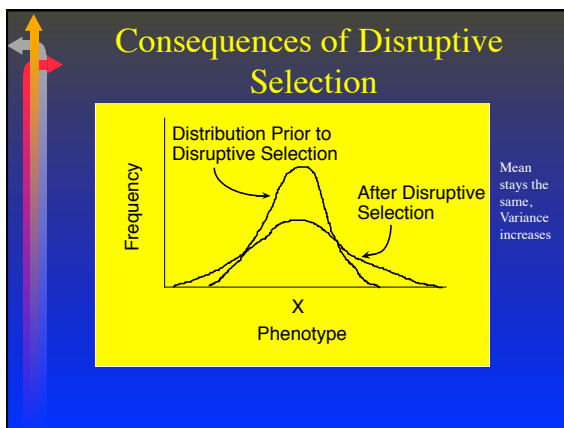 Consequences of Disruptive
Selection
Distribution Prior to
Disruptive Selection
Frequency
After Disruptive
Selection
X
Phenotype
Mean
stays the
same,
Variance
increases